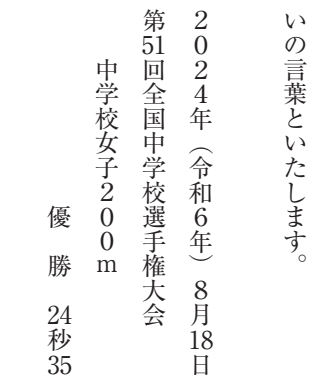 いの言葉といたします。
２０２４年（令和６年）８月18日
第51回全国中学校選手権大会
中学校女子２００ｍ
優　勝　24秒35